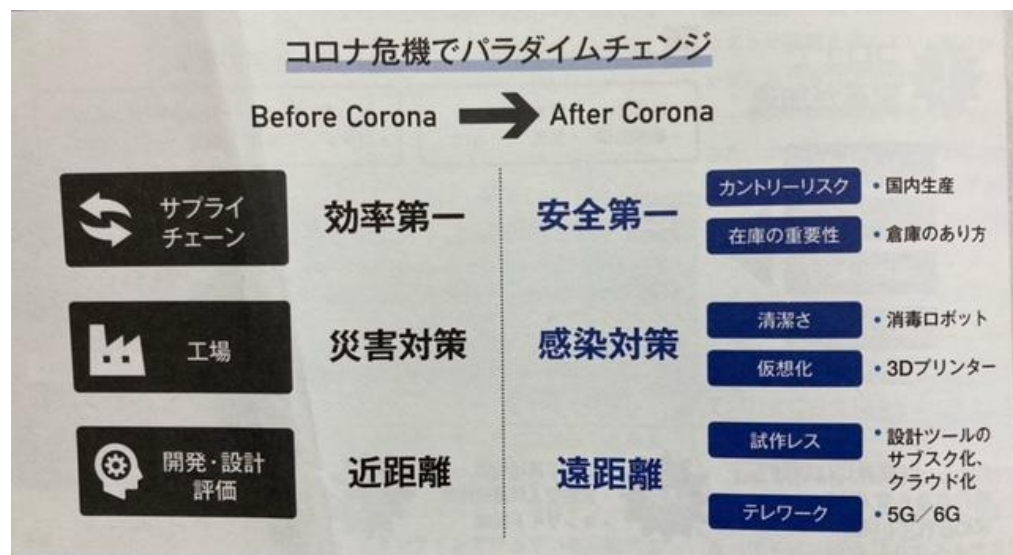 コロナ危機でパラダイムチェンジ
Before Corona
After Corona
サプライ
チェーン
効率第一
安全第一
カントリーリスク
・国内生産
在庫の重要性
・倉庫のあり方
工場
災害対策
感染対策
清潔さ
・消毒ロボット
仮想化
・3Dプリンター
開発・設計
評価
近距離
遠距離
試作レス
・設計ツールの
サブスク化、
クラウド化
テレワーク
・5G／6G